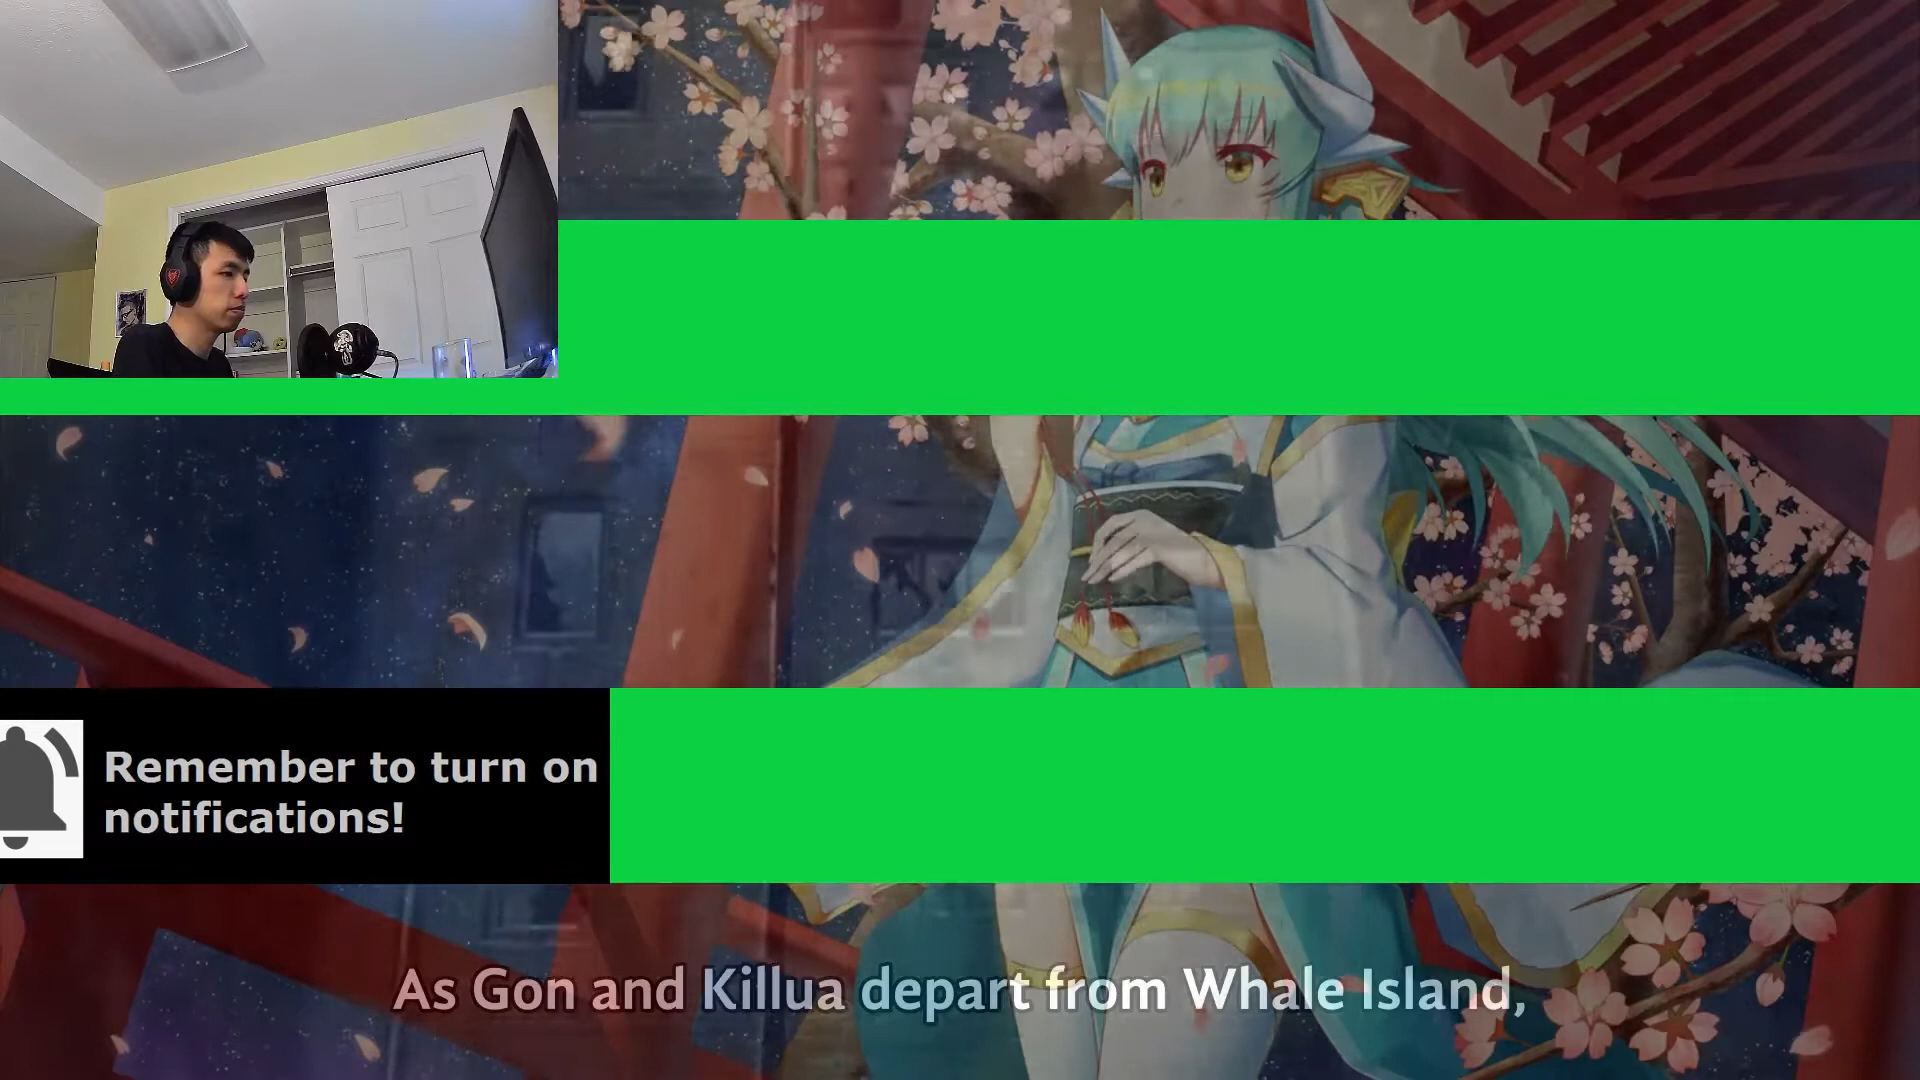 Remember to turn on
notifications!
As Gon and Killua depart from Whale Island,